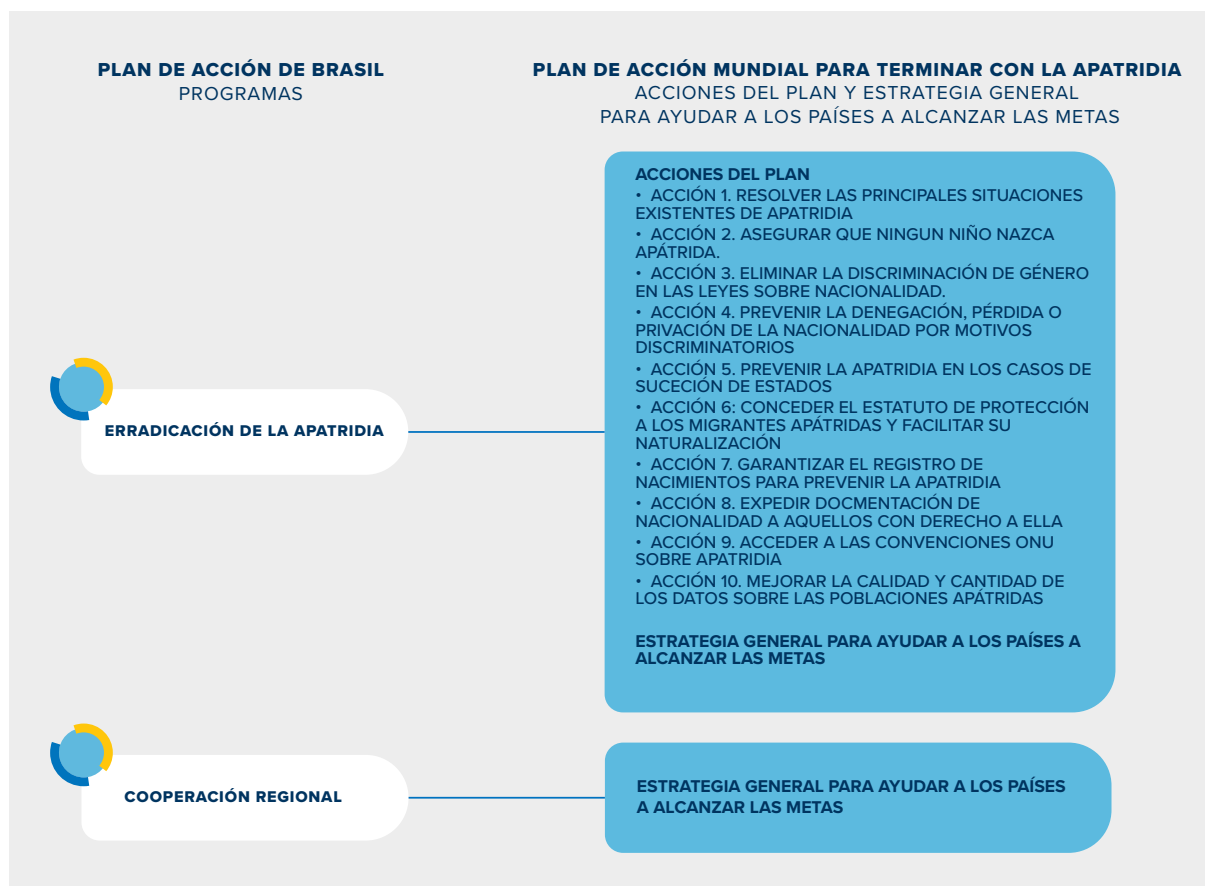 PLAN DE ACCIÓN DE BRASIL
PROGRAMAS
PLAN DE ACCIÓN MUNDIAL PARA TERMINAR CON LA APATRIDIA
ACCIONES DEL PLAN Y ESTRATEGIA GENERAL
PARA AYUDAR A LOS PAÍSES A ALCANZAR LAS METAS
ERRADICACIÓN DE LA APATRIDIA
ACCIONES DEL PLAN
• ACCIÓN 1. RESOLVER LAS PRINCIPALES SITUACIONES
EXISTENTES DE APATRIDIA
• ACCIÓN 2. ASEGURAR QUE NINGUN NIÑO NAZCA
APÁTRIDA.
• ACCIÓN 3. ELIMINAR LA DISCRIMINACIÓN DE GÉNERO
EN LAS LEYES SOBRE NACIONALIDAD.
• ACCIÓN 4. PREVENIR LA DENEGACIÓN, PÉRDIDA O
PRIVACIÓN DE LA NACIONALIDAD POR MOTIVOS
DISCRIMINATORIOS
• ACCIÓN 5. PREVENIR LA APATRIDIA EN LOS CASOS DE
SUCECIÓN DE ESTADOS
• ACCIÓN 6: CONCEDER EL ESTATUTO DE PROTECCIÓN
A LOS MIGRANTES APÁTRIDAS Y FACILITAR SU
NATURALIZACIÓN
• ACCIÓN 7. GARANTIZAR EL REGISTRO DE
NACIMIENTOS PARA PREVENIR LA APATRIDIA
• ACCIÓN 8. EXPEDIR DOCMENTACIÓN DE
NACIONALIDAD A AQUELLOS CON DERECHO A ELLA
• ACCIÓN 9. ACCEDER A LAS CONVENCIONES ONU
SOBRE APATRIDIA
• ACCIÓN 10. MEJORAR LA CALIDAD Y CANTIDAD DE
LOS DATOS SOBRE LAS POBLACIONES APÁTRIDAS
ESTRATEGIA GENERAL PARA AYUDAR A LOS PAÍSES A
ALCANZAR LAS METAS
COOPERACIÓN REGIONAL
ESTRATEGIA GENERAL PARA AYUDAR A LOS PAÍSES
A ALCANZAR LAS METAS